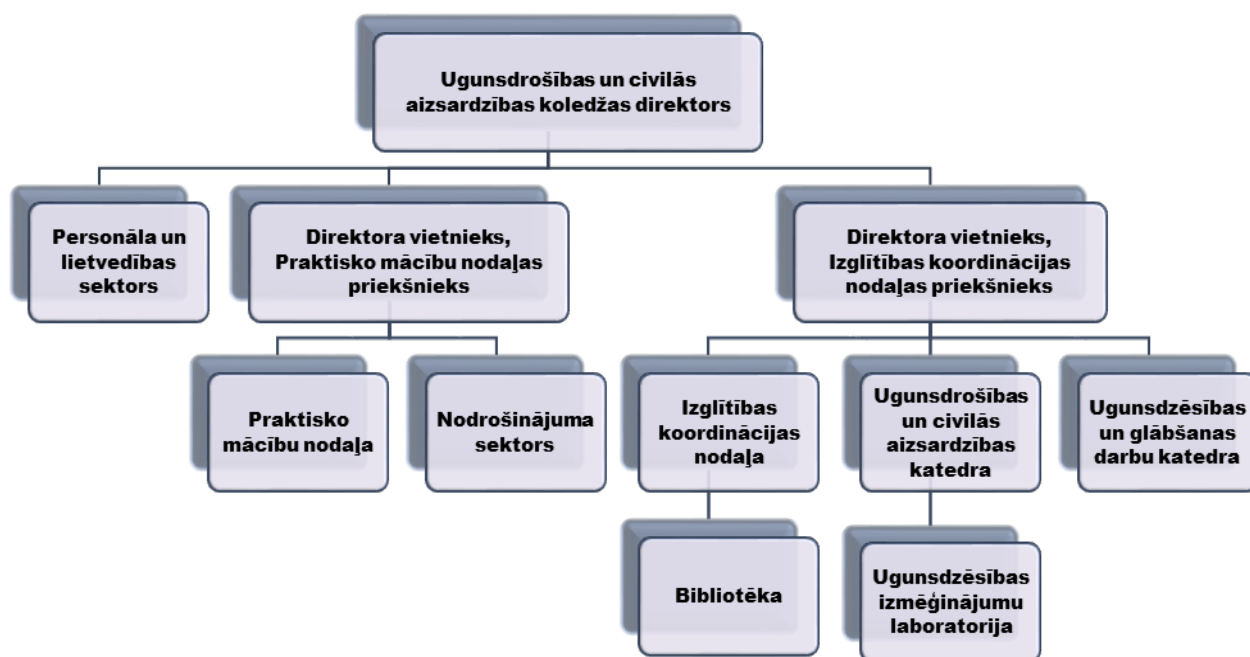 Ugunsdrošības un civilās
aizsardzības koledžas direktors
Personāla un
lietvedības
sektors
Direktora vietnieks,
Praktisko mācību nodaļas
priekšnieks
Direktora vietnieks,
Izglītības koordinācijas
nodaļas priekšnieks
Praktisko
mācību nodaļa
Nodrošinājuma
sektors
Izglītības
koordinācijas
nodaļa
Ugunsdrošības
un civilās
aizsardzības
katedra
Ugunsdzēsības
un glābšanas
darbu katedra
Bibliotēka
Ugunsdzēsības
izmēģinājumu
laboratorija